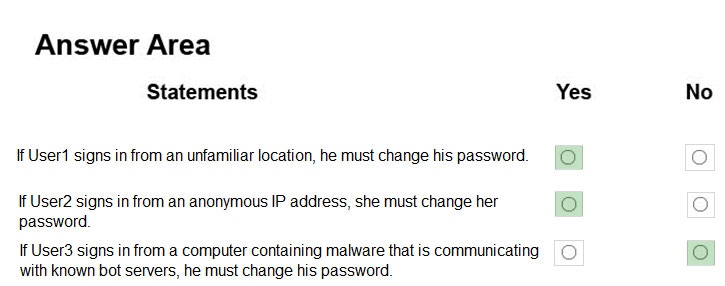 Answer Area
Statements Yes No
If User1 signs in from an unfamiliar location, he must change his password.
If User2 signs in from an anonymous IP address, she must change her
password.
If User3 signs in from a computer containing malware that is communicating
with known bot servers, he must change his password.